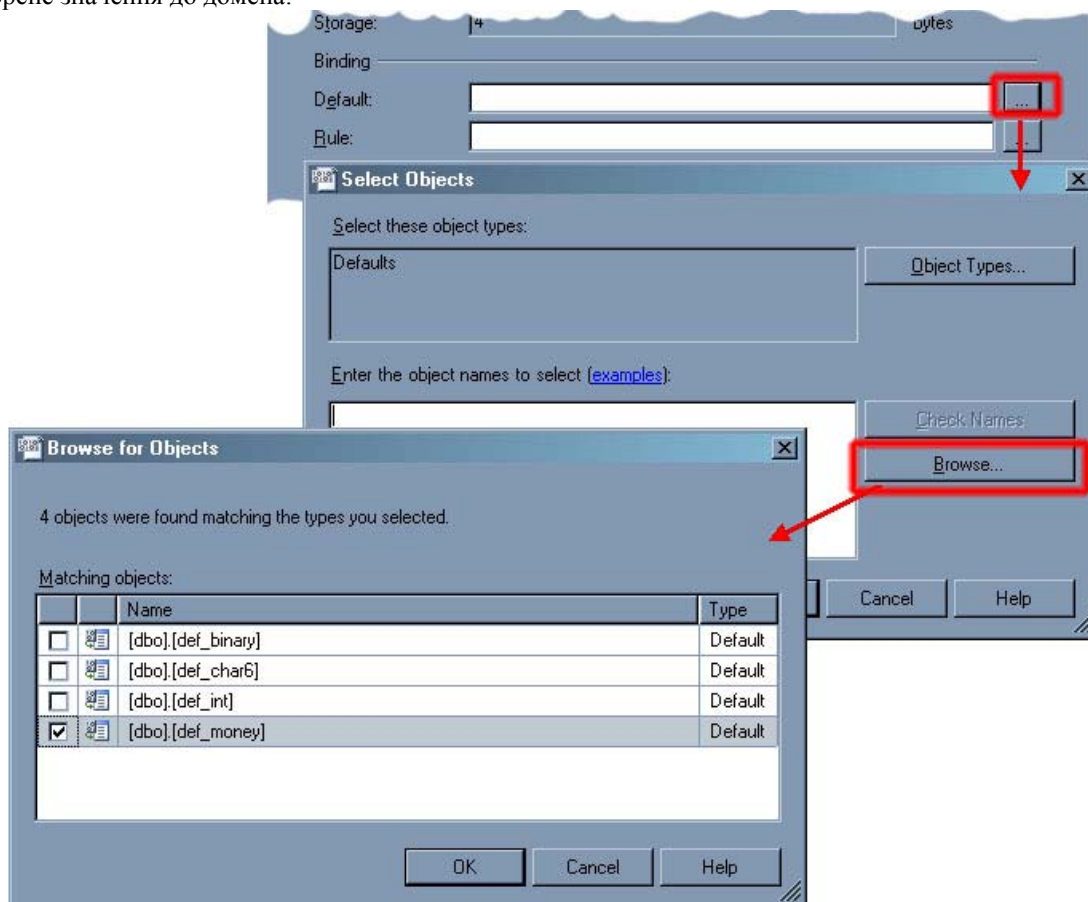 значення до домена.
Storage: 4 bytes
Binding
Default: ...
Rule: ...
Select Objects
Select these object types:
Defaults
Object Types...
Enter the object names to select (examples):
Check Names
Browse...
Cancel Help
Browse for Objects
4 objects were found matching the types you selected.
Matching objects:
Name Type
[dbo].[def_binary] Default
[dbo].[def_char6] Default
[dbo].[def_int] Default
[dbo].[def_money] Default
OK Cancel Help